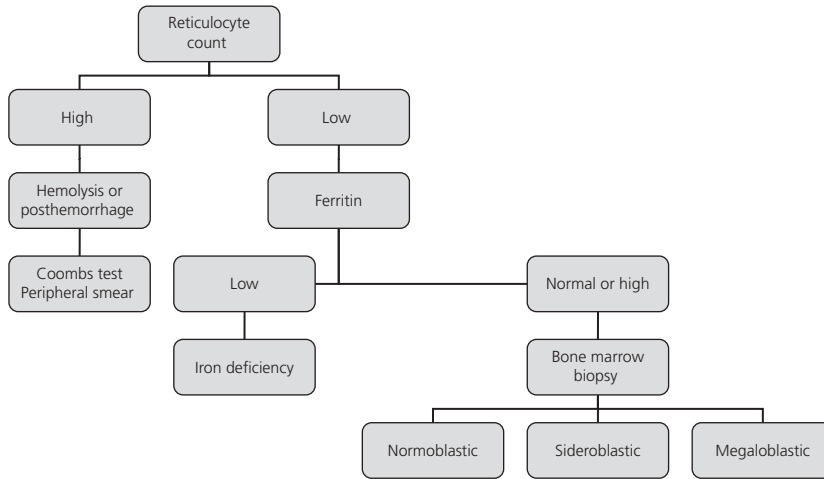 Reticulocyte
count
High
Low
Hemolysis or
posthemorrhage
Ferritin
Coombs test
Peripheral smear
Low
Normal or high
Iron deficiency
Bone marrow
biopsy
Normoblastic
Sideroblastic
Megaloblastic